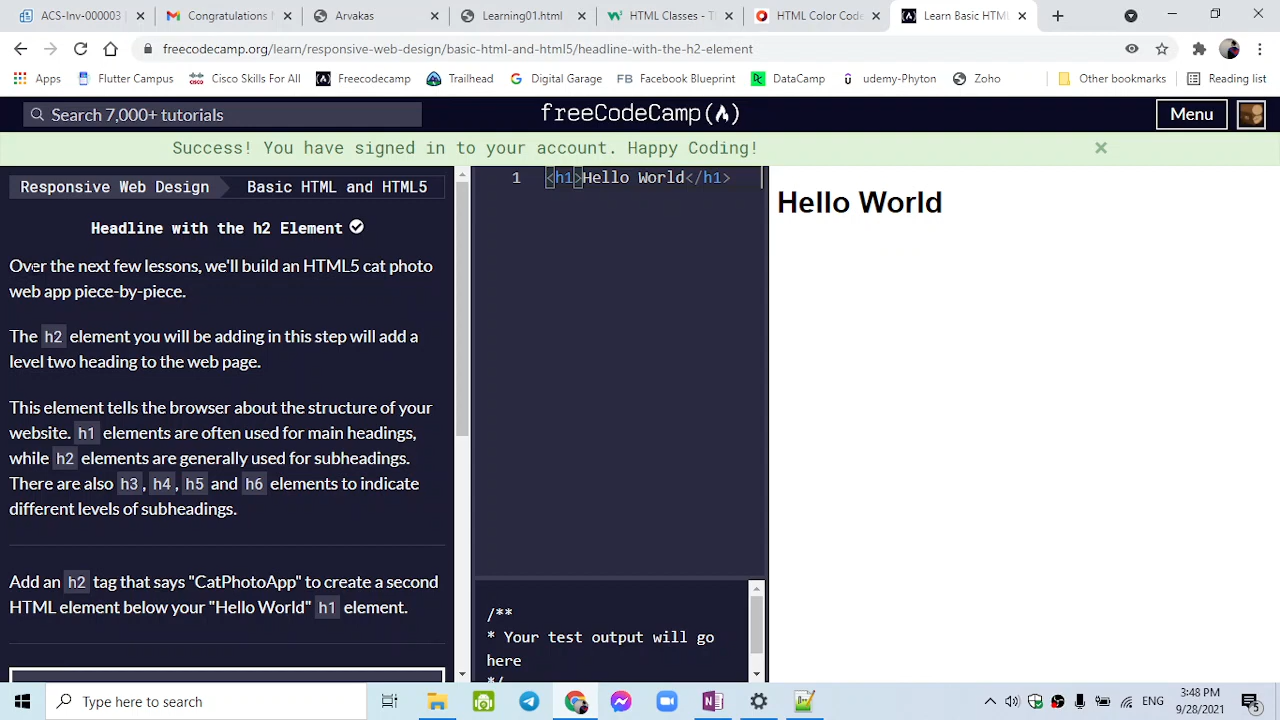 ACS-Inv-000003
Congratulations
Arvakas
Learning01.html
HTML Classes - T
HTML Color Code
Learn Basic HTML
freecodecamp.org/learn/responsive-web-design/basic-html-and-html5/headline-with-the-h2-element
Apps
Flutter Campus
Cisco Skills For All
Freecodecamp
Trailhead
Digital Garage
FB Facebook Blueprint
DataCamp
udemy-Phyton
Zoho
Other bookmarks
Reading list
Search 7,000+ tutorials
freeCodeCamp
Menu
Success! You have signed in to your account. Happy Coding!
Responsive Web Design
Basic HTML and HTML5
Headline with the h2 Element
Over the next few lessons, we'll build an HTML5 cat photo
web app piece-by-piece.
The h2 element you will be adding in this step will add a
level two heading to the web page.
This element tells the browser about the structure of your
website. h1 elements are often used for main headings,
while h2 elements are generally used for subheadings.
There are also h3, h4, h5 and h6 elements to indicate
different levels of subheadings.
Add an h2 tag that says "CatPhotoApp" to create a second
HTML element below your "Hello World" h1 element.
1 <h1>Hello World</h1>
/**
* Your test output will go
here
*/
Hello World
Type here to search
ENG
3:48 PM
9/28/2021
5